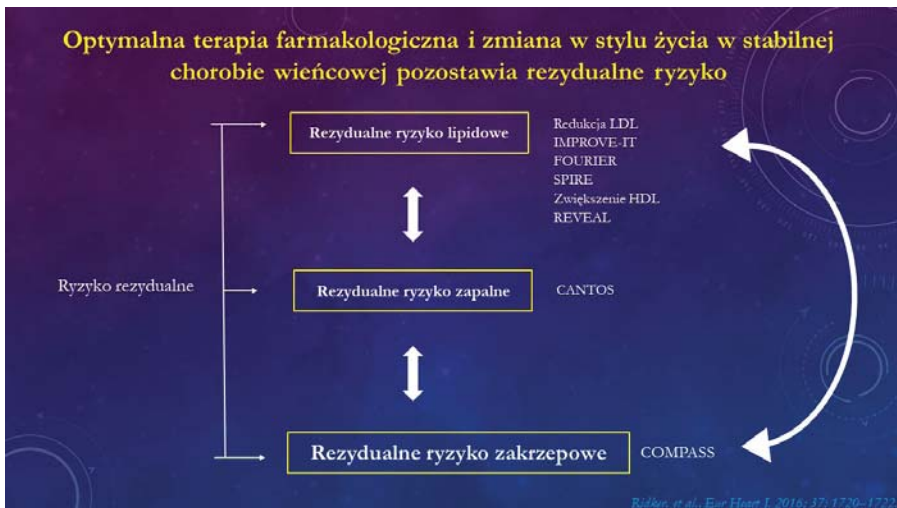 Optymalna terapia farmakologiczna i zmiana w stylu życia w stabilnej
chorobie wieńcowej pozostawia rezydualne ryzyko
Rezydualne ryzyko lipidowe
Redukcja LDL
IMPROVE-IT
FOURIER
SPIRE
Zwiększenie HDL
REVEAL
Ryzyko rezydualne
Rezydualne ryzyko zapalne
CANTOS
Rezydualne ryzyko zakrzepowe
COMPASS
Ridker, et al., Eur Heart J. 2016; 37: 1720–1722